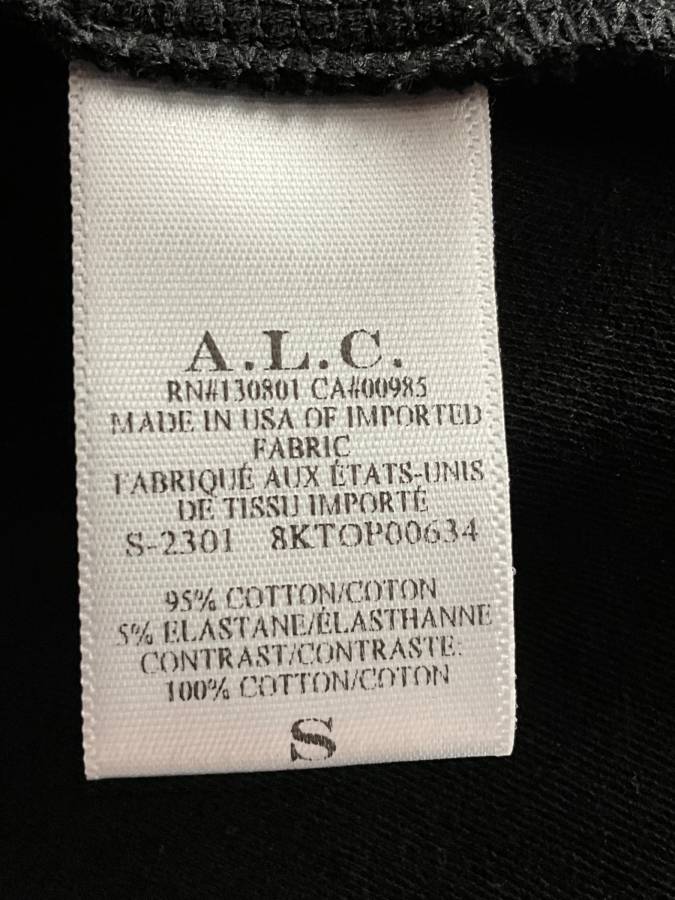 A.L.C.
RN#130801 CA#00985
MADE IN USA OF IMPORTED
FABRIC
FABRIQUÉ AUX ÉTATS-UNIS
DE TISSU IMPORTÉ
S-2301 8KTOP00634
95% COTTON/COTON
5% ELASTANE/ÉLASTHANNE
CONTRAST/CONTRASTE:
100% COTTON/COTON
S